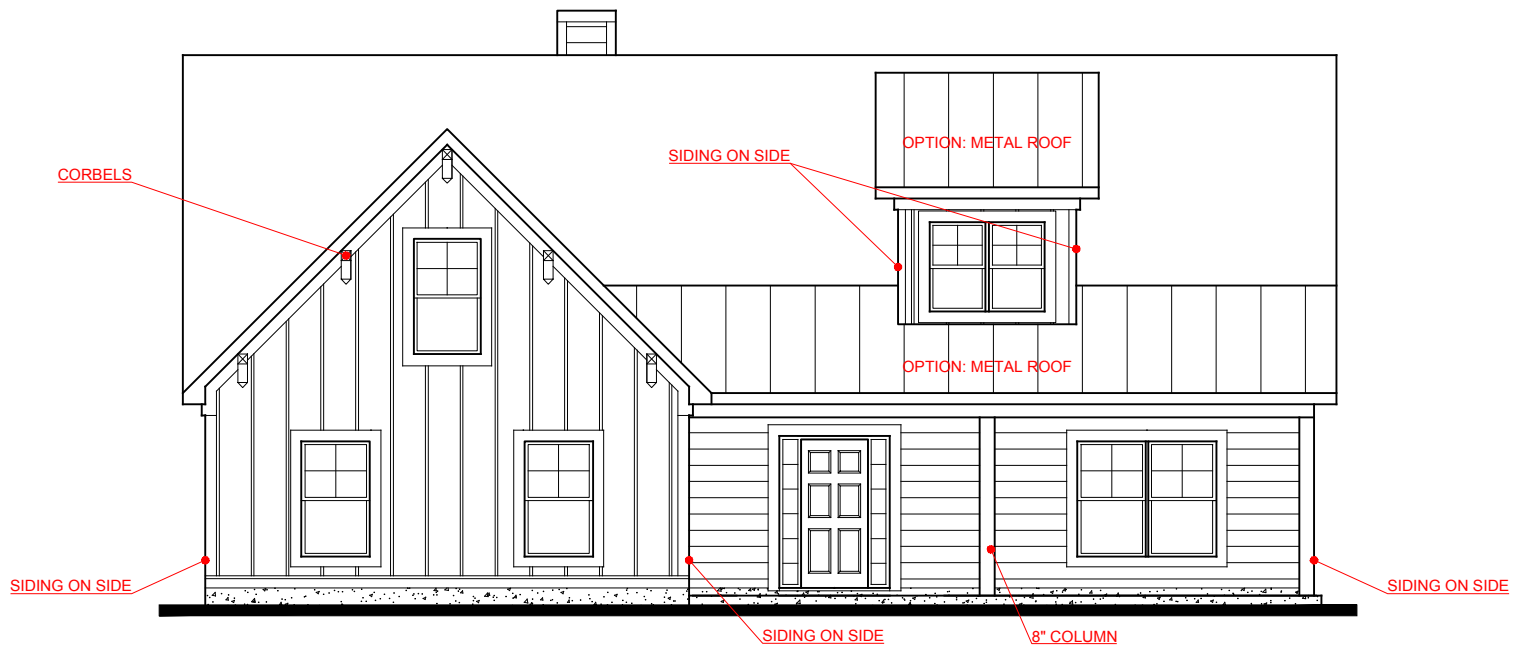 OPTION: METAL ROOF
SIDING ON SIDE
CORBELS
OPTION: METAL ROOF
SIDING ON SIDE
SIDING ON SIDE
SIDING ON SIDE
8" COLUMN